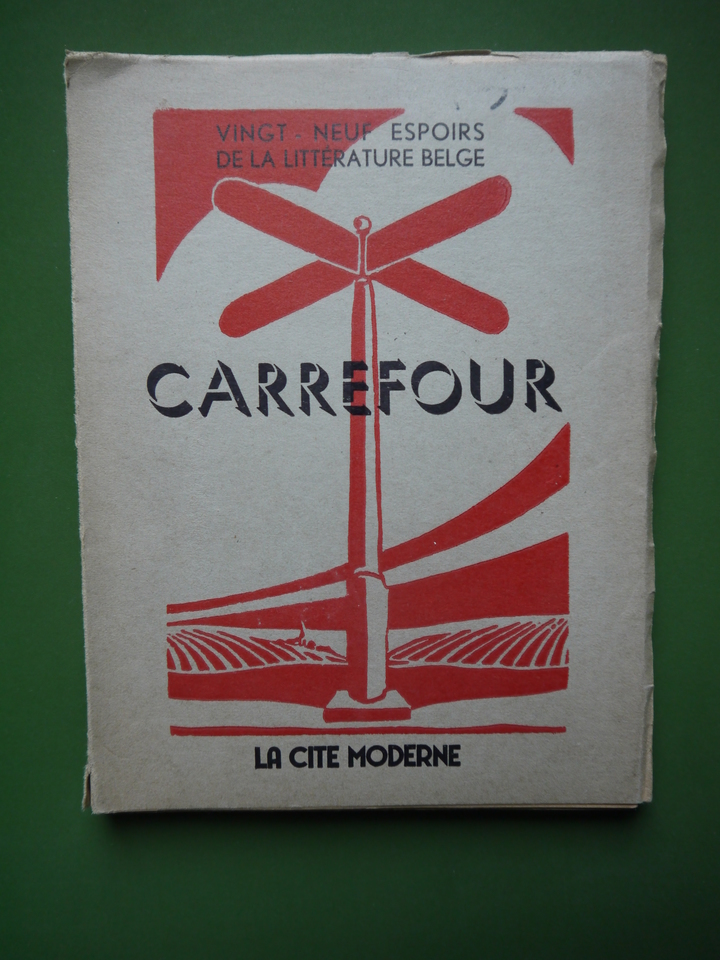 VINGT-NEUF ESPOIRS
DE LA LITTÉRATURE BELGE
CARREFOUR
LA CITE MODERNE